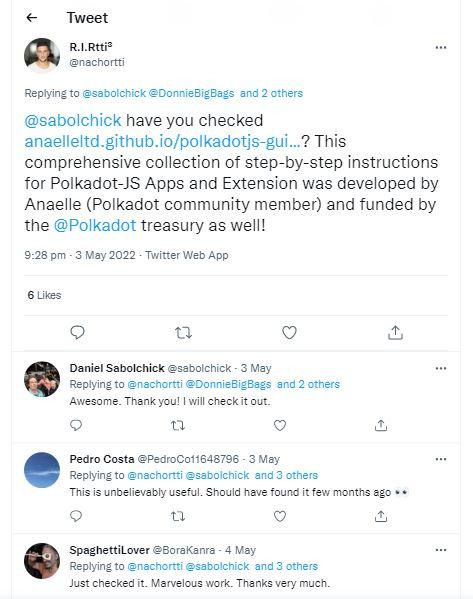 Tweet
R.I.Rtti³
@nachortti
Replying to @sabolchick @DonnieBigBags and 2 others
@sabolchick have you checked
anaelleltd.github.io/polkadotjs-gui...? This
comprehensive collection of step-by-step instructions
for Polkadot-JS Apps and Extension was developed by
Anaelle (Polkadot community member) and funded by
the @Polkadot treasury as well!
9:28 pm · 3 May 2022 · Twitter Web App
6 Likes
Daniel Sabolchick @sabolchick · 3 May
Replying to @nachortti @DonnieBigBags and 2 others
Awesome. Thank you! I will check it out.
Pedro Costa @PedroCo11648796 · 3 May
Replying to @nachortti @sabolchick and 3 others
This is unbelievably useful. Should have found it few months ago 👀
SpaghettiLover @BoraKanra · 4 May
Replying to @nachortti @sabolchick and 3 others
Just checked it. Marvelous work. Thanks very much.